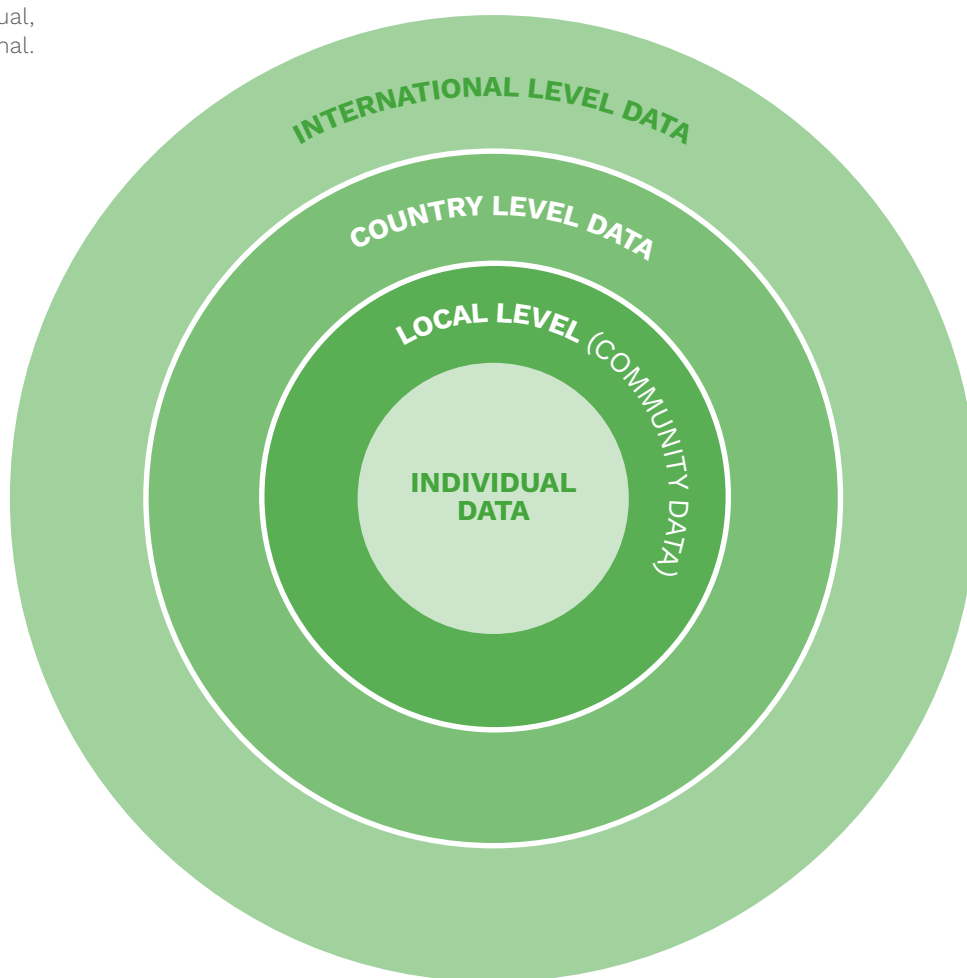 ual,
nal.
INTERNATIONAL LEVEL DATA
COUNTRY LEVEL DATA
LOCAL LEVEL (COMMUNITY DATA)
INDIVIDUAL
DATA